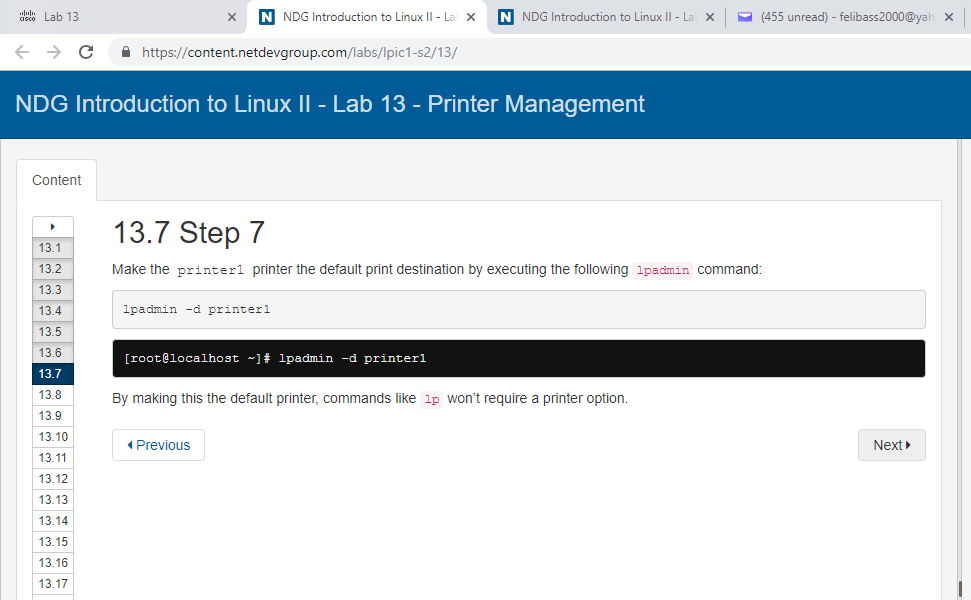 cisco Lab 13
N NDG Introduction to Linux II - La
N NDG Introduction to Linux II - La
(455 unread) - felibass2000@yah
https://content.netdevgroup.com/labs/lpic1-s2/13/
NDG Introduction to Linux II - Lab 13 - Printer Management
Content
13.1
13.2
13.3
13.4
13.5
13.6
13.7
13.8
13.9
13.10
13.11
13.12
13.13
13.14
13.15
13.16
13.17
13.7 Step 7
Make the printer1 printer the default print destination by executing the following lpadmin command:
lpadmin -d printer1
[root@localhost ~]# lpadmin -d printer1
By making this the default printer, commands like lp won’t require a printer option.
Previous
Next